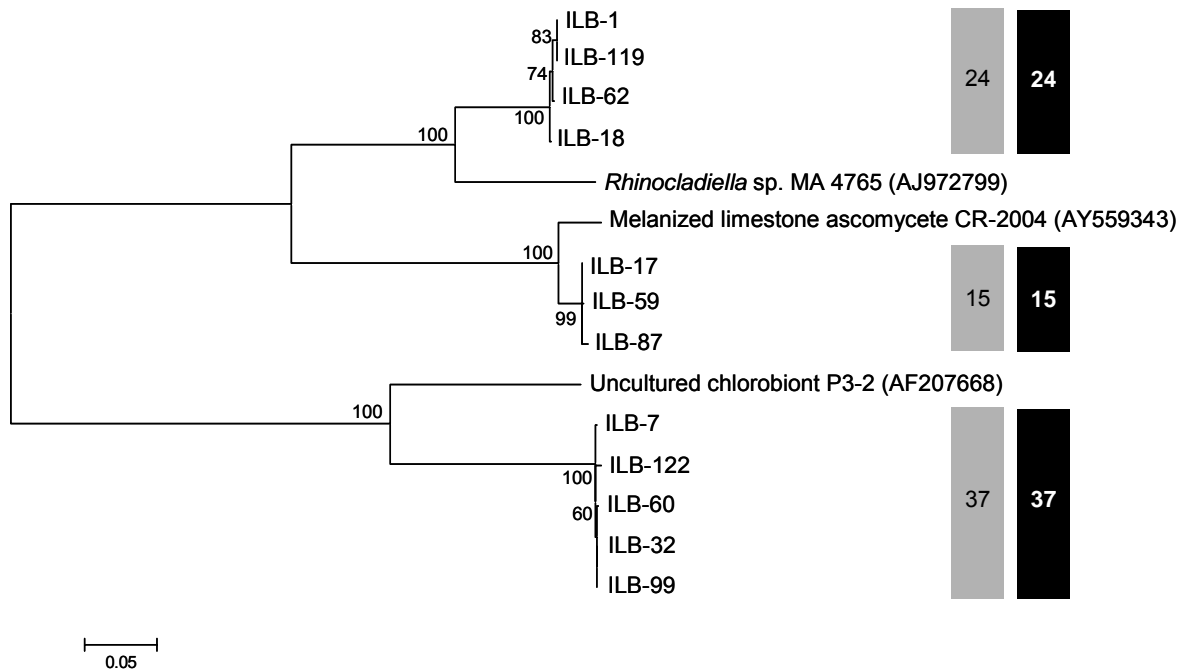 ILB-1
83
ILB-119
74
24 24
ILB-62
100
ILB-18
100
Rhinocladiella sp. MA 4765 (AJ972799)
Melanized limestone ascomycete CR-2004 (AY559343)
100
ILB-17
ILB-59
15 15
99
ILB-87
Uncultured chlorobiont P3-2 (AF207668)
100
ILB-7
ILB-122
100
ILB-60
37 37
60
ILB-32
ILB-99
0.05